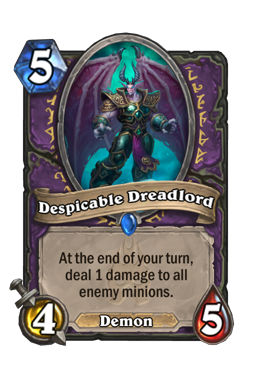 5
Despicable Dreadlord
At the end of your turn,
deal 1 damage to all
enemy minions.
4
Demon
5